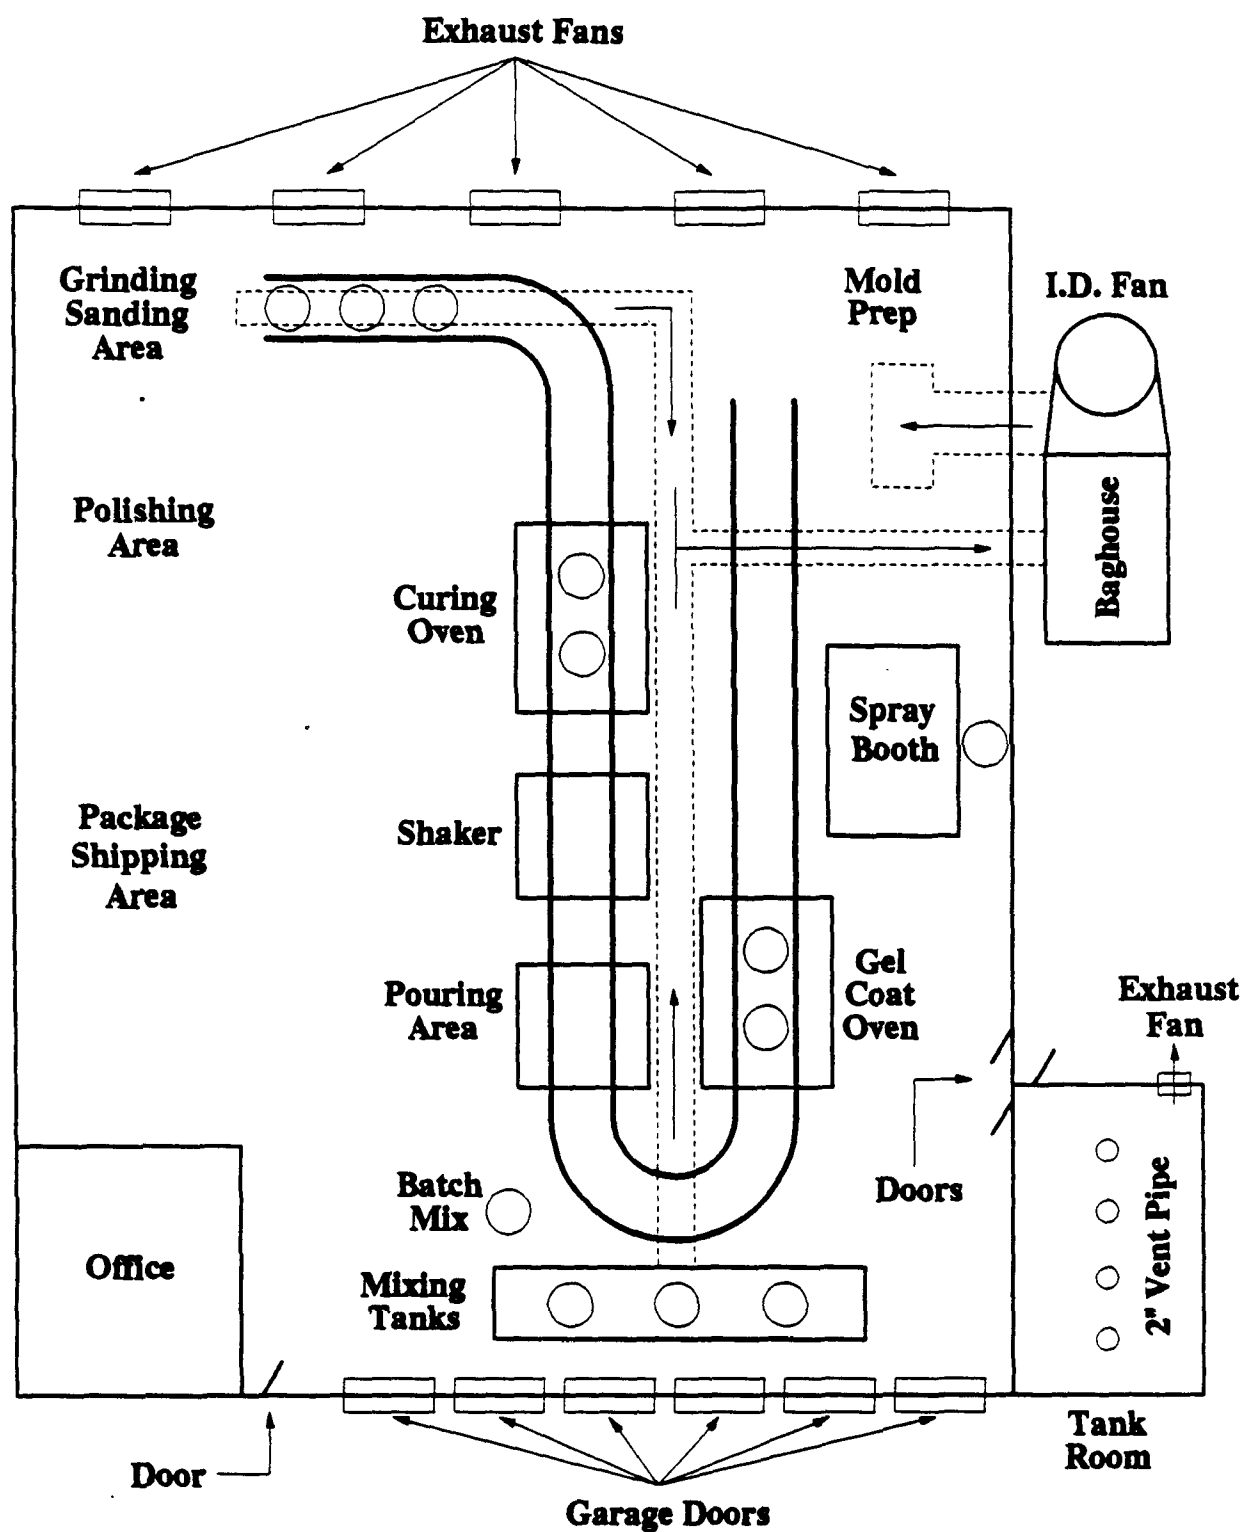 Exhaust Fans
Grinding
Sanding
Area
Mold
Prep
I.D. Fan
Polishing
Area
Baghouse
Curing
Oven
Spray
Booth
Package
Shipping
Area
Shaker
Pouring
Area
Gel
Coat
Oven
Exhaust
Fan
Doors
Batch
Mix
2" Vent Pipe
Office
Mixing
Tanks
Tank
Room
Door
Garage Doors